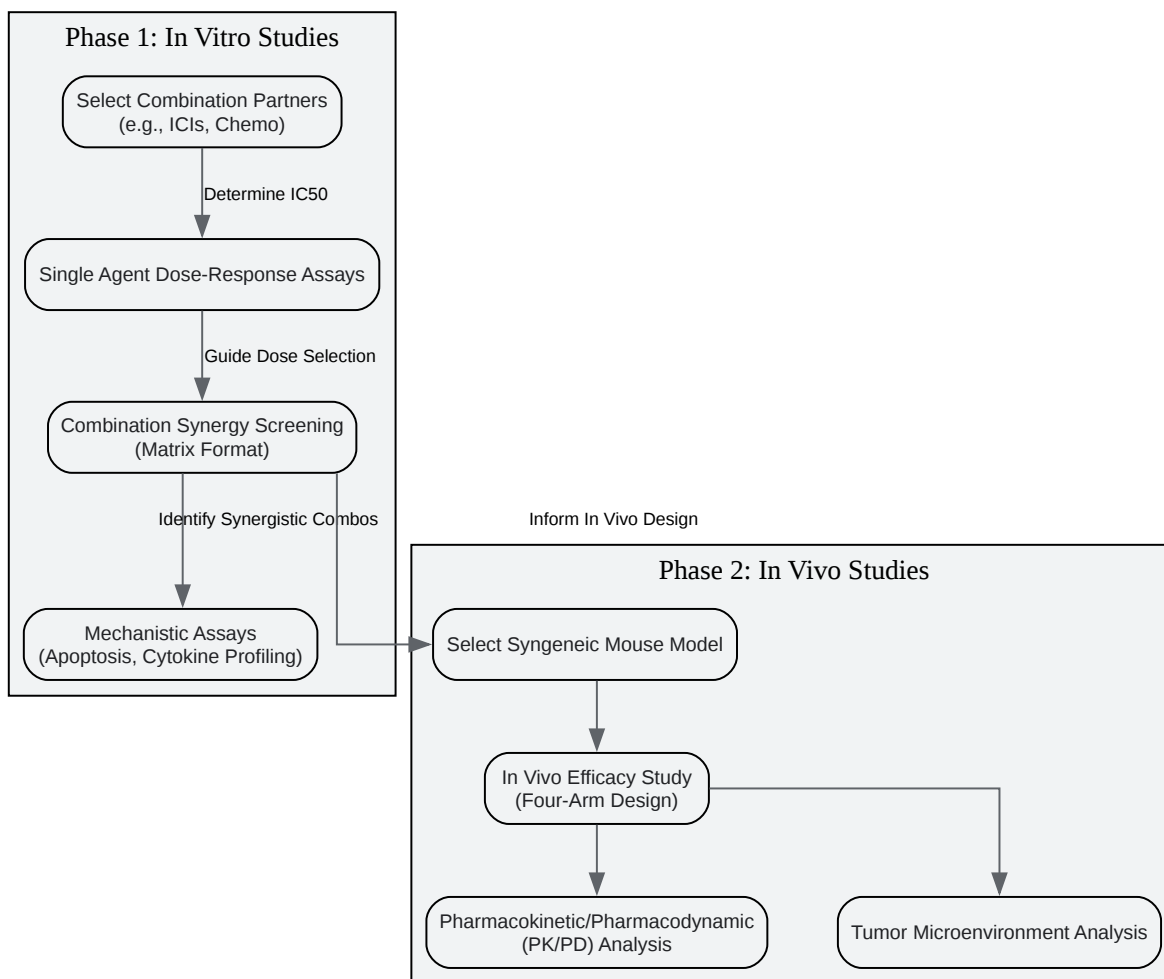 Phase 1: In Vitro Studies
Select Combination Partners
(e.g., ICIs, Chemo)
Determine IC50
Single Agent Dose-Response Assays
Guide Dose Selection
Combination Synergy Screening
(Matrix Format)
Identify Synergistic Combos
Inform In Vivo Design
Mechanistic Assays
(Apoptosis, Cytokine Profiling)
Phase 2: In Vivo Studies
Select Syngeneic Mouse Model
In Vivo Efficacy Study
(Four-Arm Design)
Pharmacokinetic/Pharmacodynamic
(PK/PD) Analysis
Tumor Microenvironment Analysis